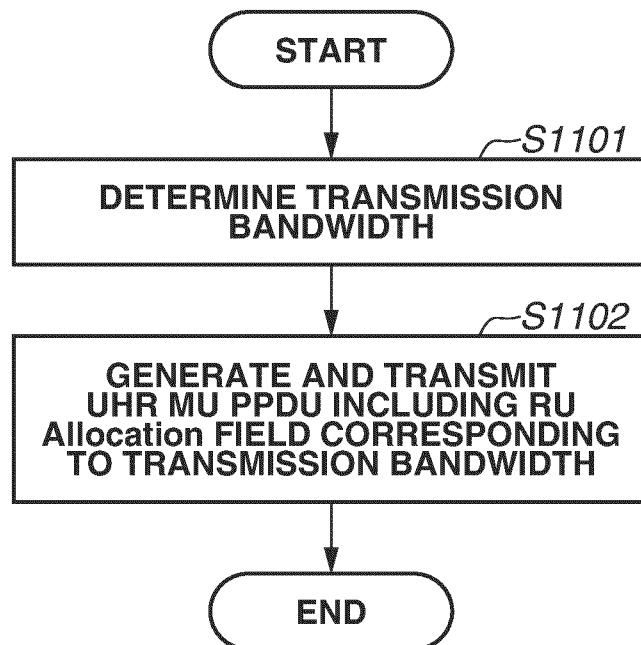 START
S1101
DETERMINE TRANSMISSION
BANDWIDTH
S1102
GENERATE AND TRANSMIT
UHR MU PPDU INCLUDING RU
Allocation FIELD CORRESPONDING
TO TRANSMISSION BANDWIDTH
END